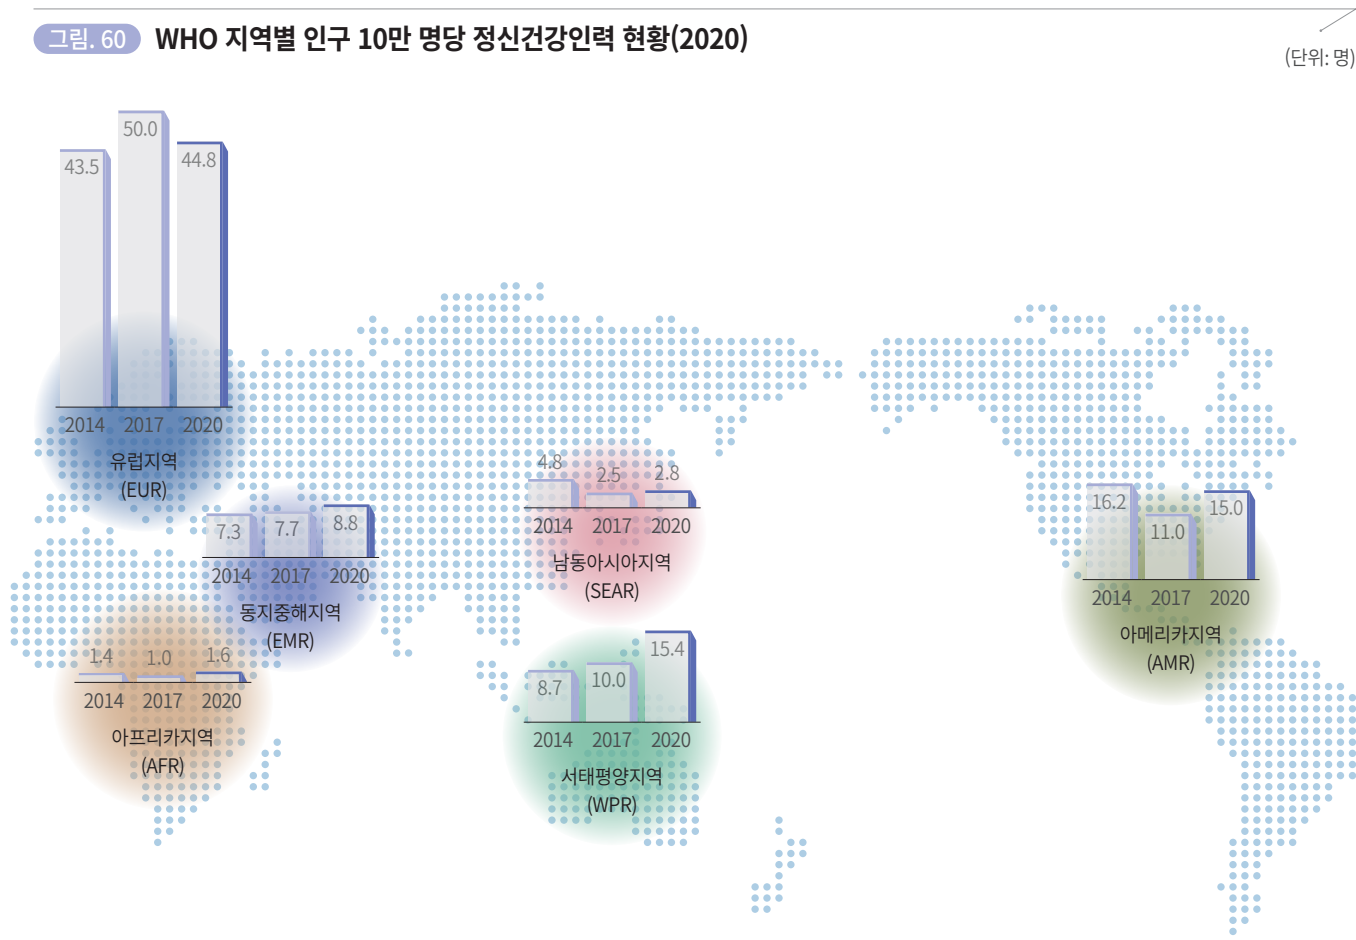 그림. 60 WHO 지역별 인구 10만 명당 정신건강인력 현황(2020)
(단위: 명)
43.5 50.0 44.8
2014 2017 2020
유럽지역
(EUR)
7.3 7.7 8.8
2014 2017 2020
동지중해지역
(EMR)
1.4 1.0 1.6
2014 2017 2020
아프리카지역
(AFR)
4.8 2.5 2.8
2014 2017 2020
남동아시아지역
(SEAR)
8.7 10.0 15.4
2014 2017 2020
서태평양지역
(WPR)
16.2 11.0 15.0
2014 2017 2020
아메리카지역
(AMR)